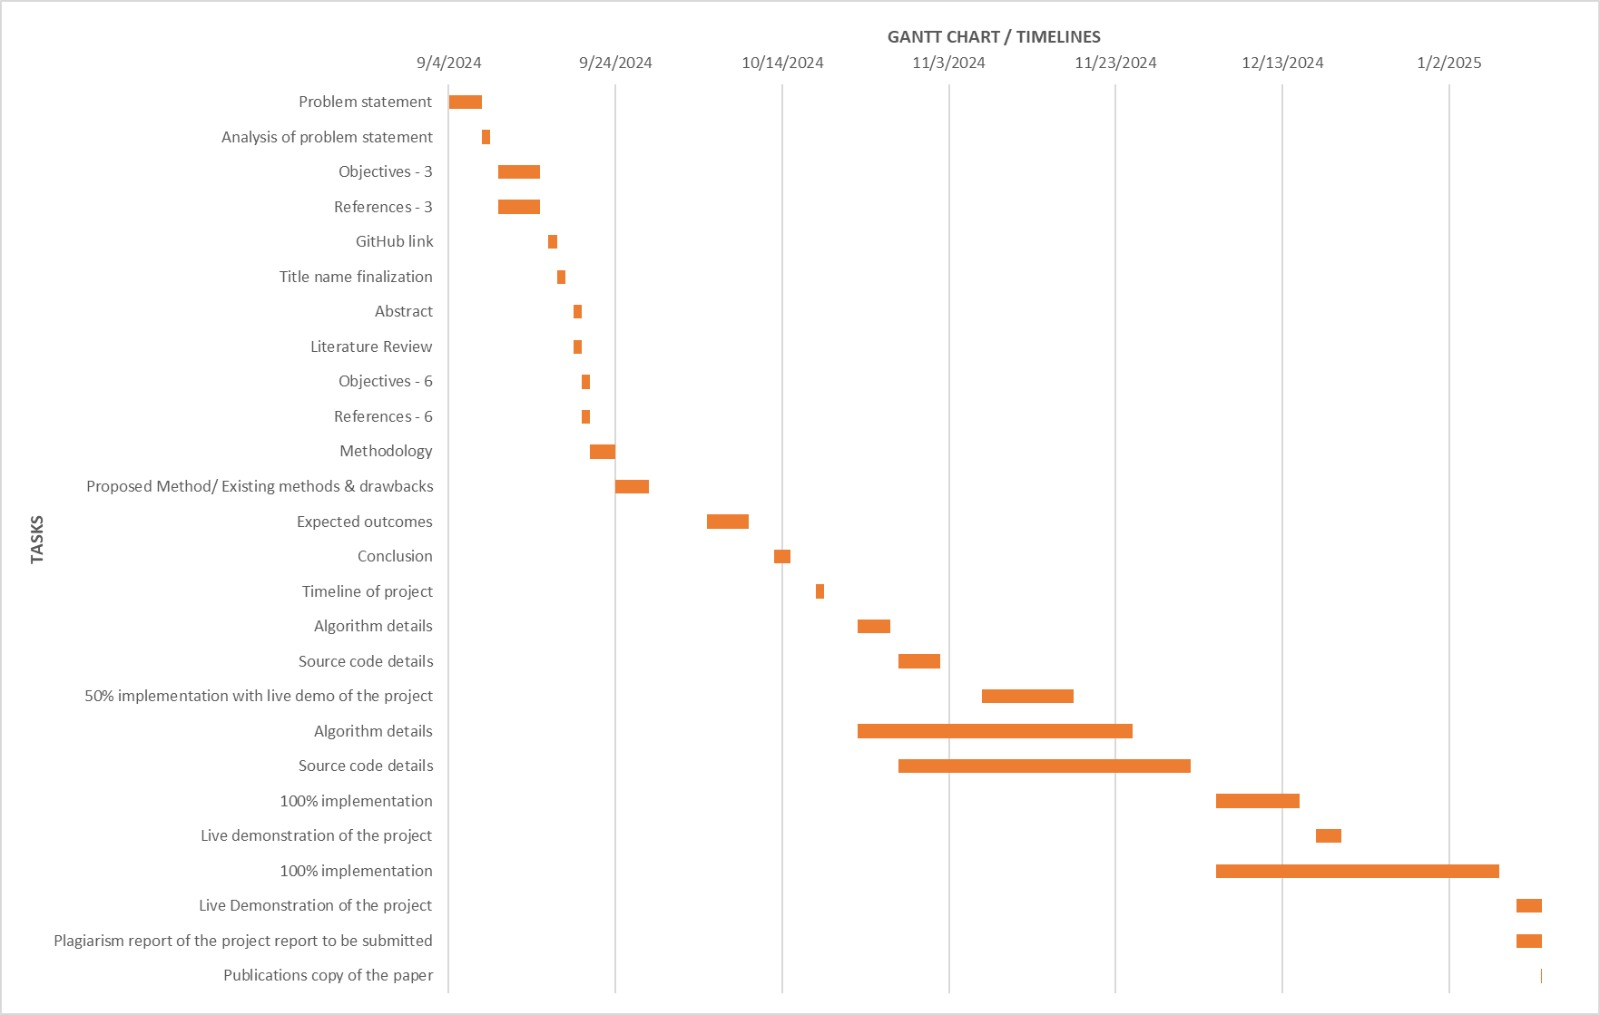 GANTT CHART / TIMELINES
9/4/2024 9/24/2024 10/14/2024 11/3/2024 11/23/2024 12/13/2024 1/2/2025
TASKS
Problem statement
Analysis of problem statement
Objectives - 3
References - 3
GitHub link
Title name finalization
Abstract
Literature Review
Objectives - 6
References - 6
Methodology
Proposed Method/ Existing methods & drawbacks
Expected outcomes
Conclusion
Timeline of project
Algorithm details
Source code details
50% implementation with live demo of the project
Algorithm details
Source code details
100% implementation
Live demonstration of the project
100% implementation
Live Demonstration of the project
Plagiarism report of the project report to be submitted
Publications copy of the paper